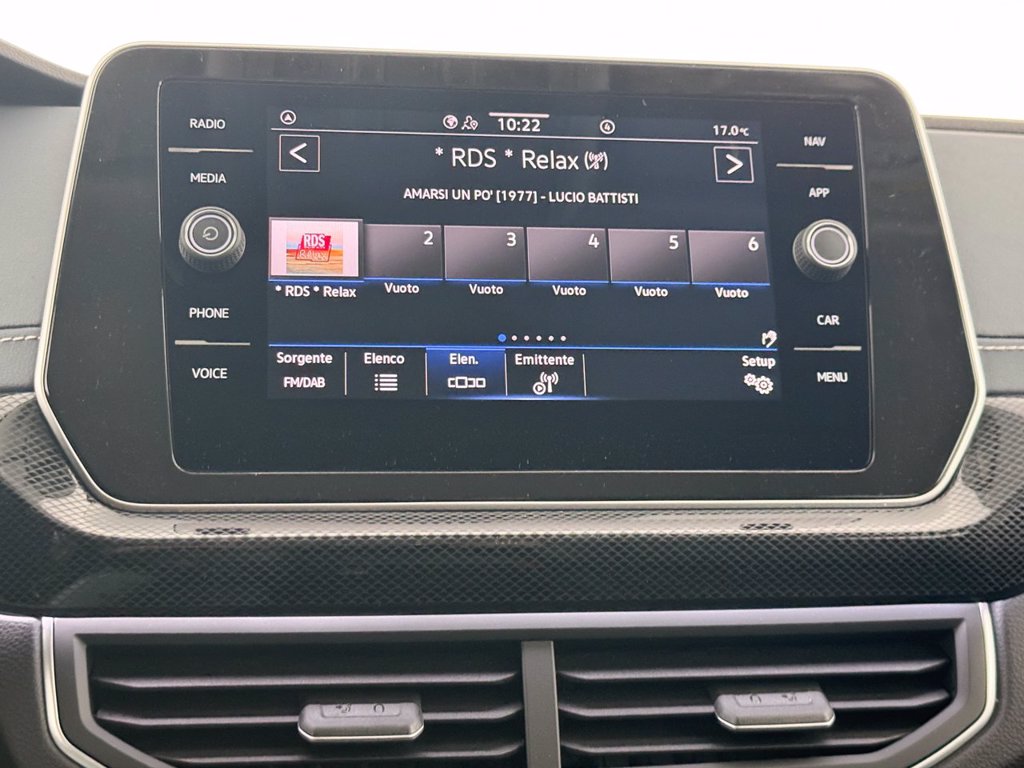 RADIO
MEDIA
PHONE
VOICE
NAV
APP
CAR
MENU
10:22
4
17.0°C
< * RDS * Relax >
AMARSI UN PO' [1977] - LUCIO BATTISTI
RDS
Relax
2 3 4 5 6
* RDS * Relax Vuoto Vuoto Vuoto Vuoto Vuoto
Sorgente Elenco Elen. Emittente Setup
FM/DAB